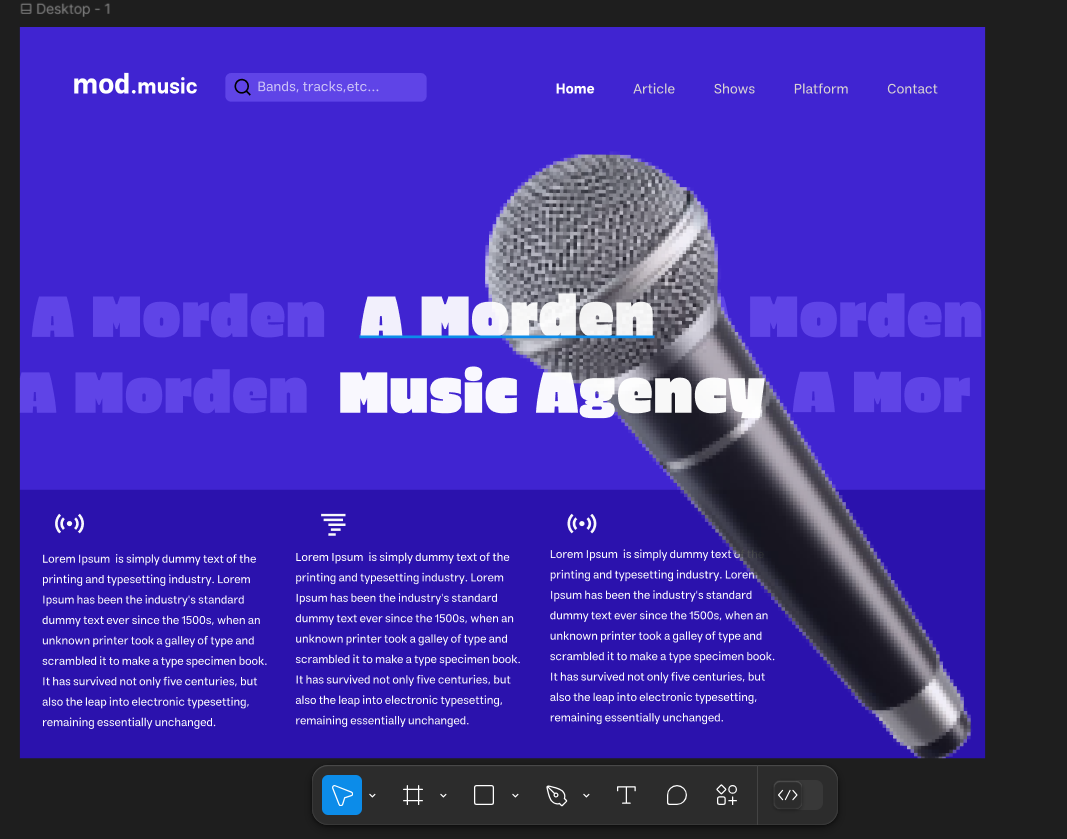 Desktop - 1
mod.music
Bands, tracks,etc...
Home Article Shows Platform Contact
A Morden A Morden Morden
A Morden Music Agency A Mor
Lorem Ipsum is simply dummy text of the
printing and typesetting industry. Lorem
Ipsum has been the industry's standard
dummy text ever since the 1500s, when an
unknown printer took a galley of type and
scrambled it to make a type specimen book.
It has survived not only five centuries, but
also the leap into electronic typesetting,
remaining essentially unchanged.
Lorem Ipsum is simply dummy text of the
printing and typesetting industry. Lorem
Ipsum has been the industry's standard
dummy text ever since the 1500s, when an
unknown printer took a galley of type and
scrambled it to make a type specimen book.
It has survived not only five centuries, but
also the leap into electronic typesetting,
remaining essentially unchanged.
Lorem Ipsum is simply dummy text of the
printing and typesetting industry. Lorem
Ipsum has been the industry's standard
dummy text ever since the 1500s, when an
unknown printer took a galley of type and
scrambled it to make a type specimen book.
It has survived not only five centuries, but
also the leap into electronic typesetting,
remaining essentially unchanged.